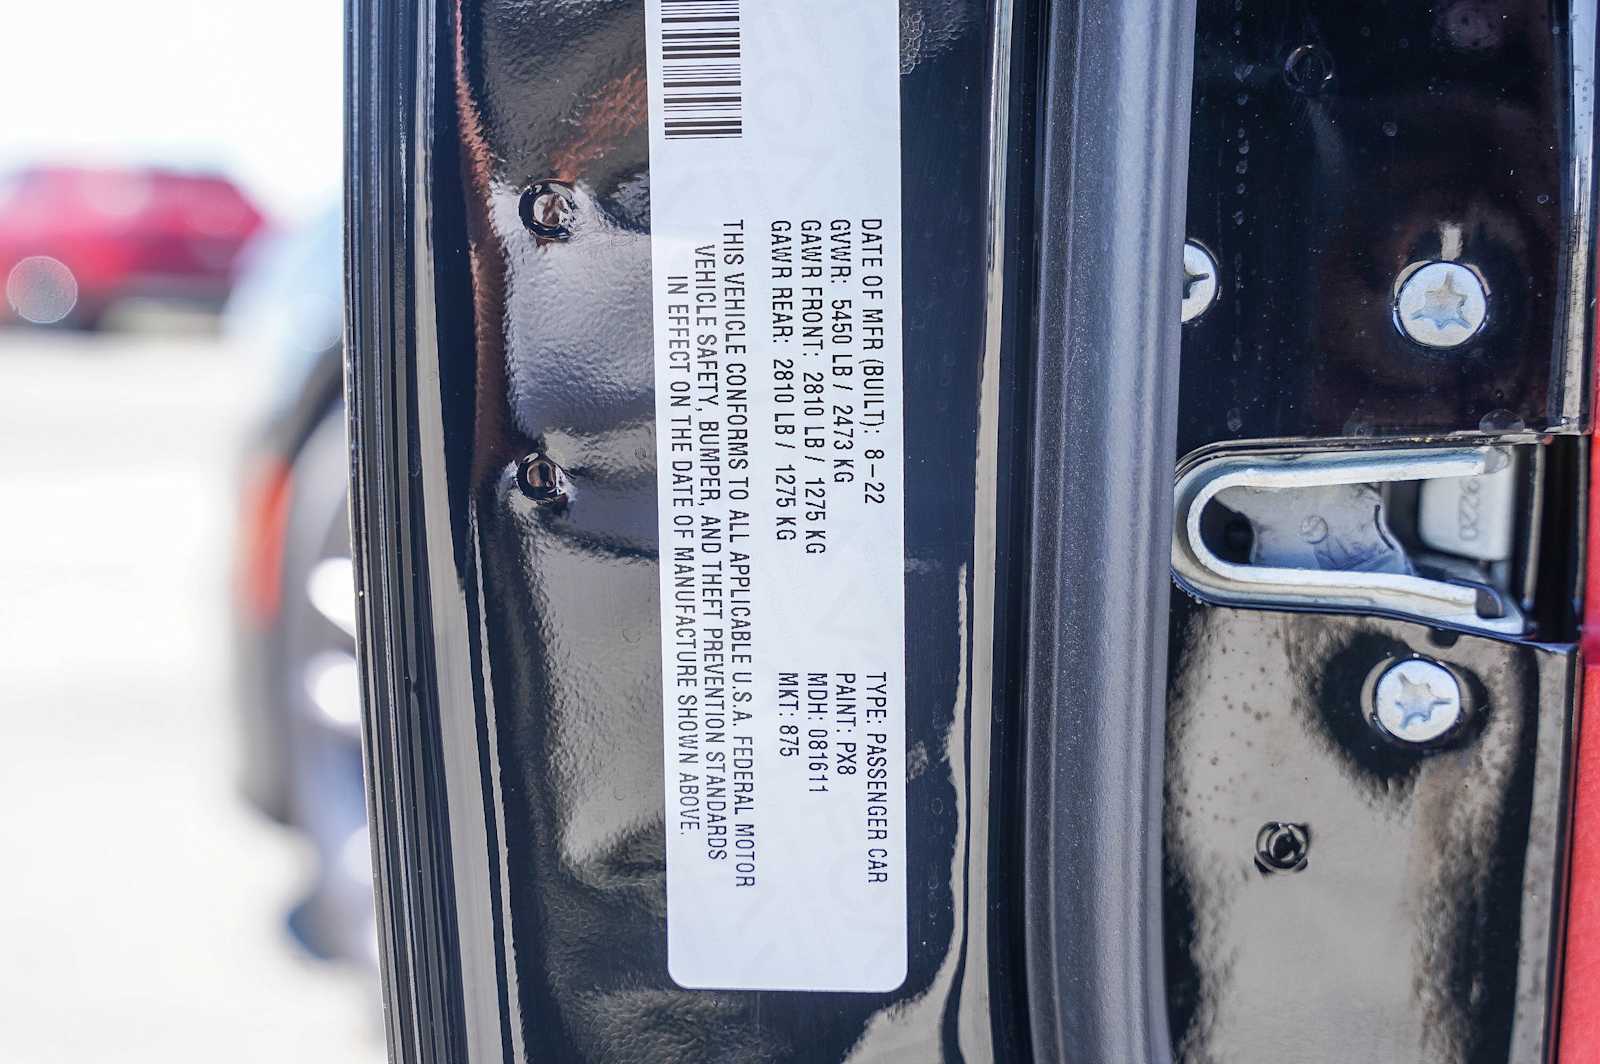 DATE OF MFR (BUILT): 8-22
GVWR: 5450 LB / 2473 KG
GAWR FRONT: 2810 LB / 1275 KG
GAWR REAR: 2810 LB / 1275 KG
TYPE: PASSENGER CAR
PAINT: PX8
MDH: 081611
MKT: 875
THIS VEHICLE CONFORMS TO ALL APPLICABLE U.S.A. FEDERAL MOTOR
VEHICLE SAFETY, BUMPER, AND THEFT PREVENTION STANDARDS
IN EFFECT ON THE DATE OF MANUFACTURE SHOWN ABOVE.